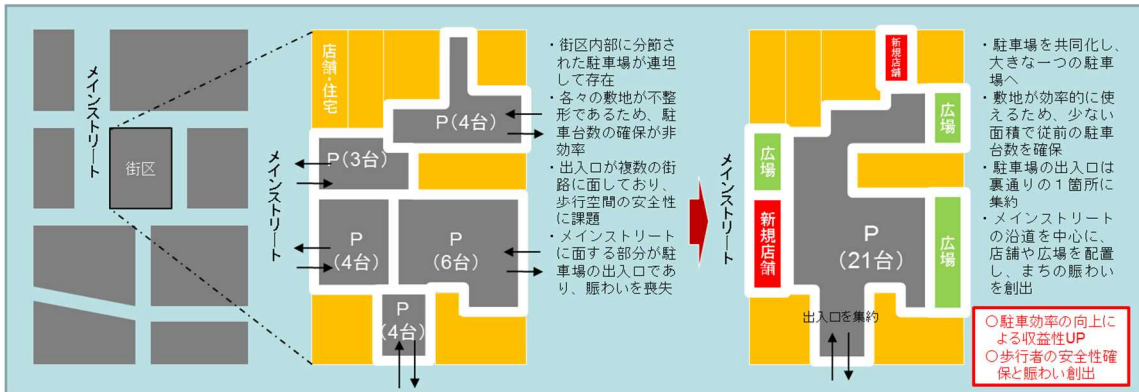 メインストリート
街区
店舗・住宅
P(4台)
P(3台)
メインストリート
P
(4台)
P
(6台)
P
(4台)
・街区内部に分節さ
れた駐車場が連坦
して存在
・各々の敷地が不整
形であるため、駐
車台数の確保が非
効率
・出入口が複数の街
路に面しており、
歩行空間の安全性
に課題
・メインストリート
に面する部分が駐
車場の出入口であ
り、賑わいを喪失
新規店舗
広場
メインストリート
広場
新規店舗
P
(21台)
広場
出入口を集約
・駐車場を共同化し、
大きな一つの駐車
場へ
・敷地が効率的に使
えるため、少ない
面積で従前の駐車
台数を確保
・駐車場の出入口は
裏通りの１箇所に
集約
・メインストリート
の沿道を中心に、
店舗や広場を配置
し、まちの賑わい
を創出
○駐車効率の向上に
よる収益性UP
○歩行者の安全性確
保と賑わい創出